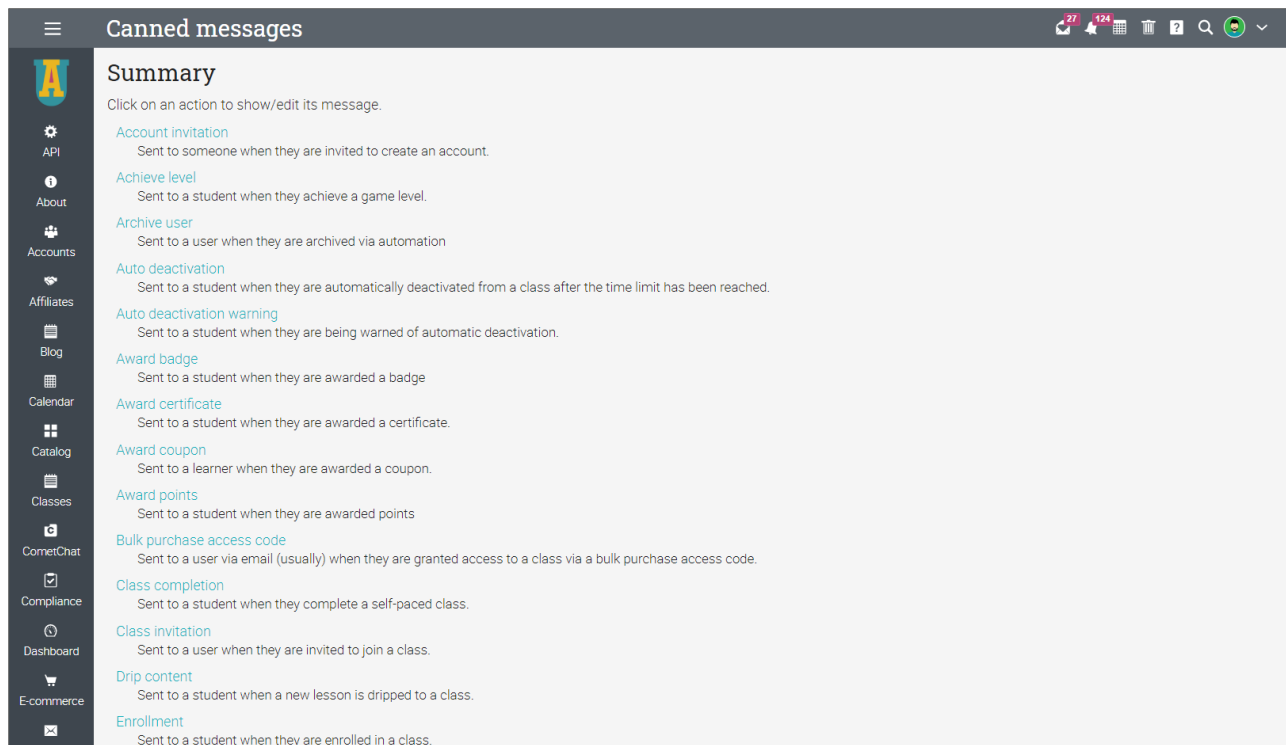 Canned messages
27
124
?
A
Summary
Click on an action to show/edit its message.
Account invitation
Sent to someone when they are invited to create an account.
Achieve level
Sent to a student when they achieve a game level.
Archive user
Sent to a user when they are archived via automation
Auto deactivation
Sent to a student when they are automatically deactivated from a class after the time limit has been reached.
Auto deactivation warning
Sent to a student when they are being warned of automatic deactivation.
Award badge
Sent to a student when they are awarded a badge
Award certificate
Sent to a student when they are awarded a certificate.
Award coupon
Sent to a learner when they are awarded a coupon.
Award points
Sent to a student when they are awarded points
Bulk purchase access code
Sent to a user via email (usually) when they are granted access to a class via a bulk purchase access code.
Class completion
Sent to a student when they complete a self-paced class.
Class invitation
Sent to a user when they are invited to join a class.
Drip content
Sent to a student when a new lesson is dripped to a class.
Enrollment
Sent to a student when they are enrolled in a class.
API
About
Accounts
Affiliates
Blog
Calendar
Catalog
Classes
CometChat
Compliance
Dashboard
E-commerce